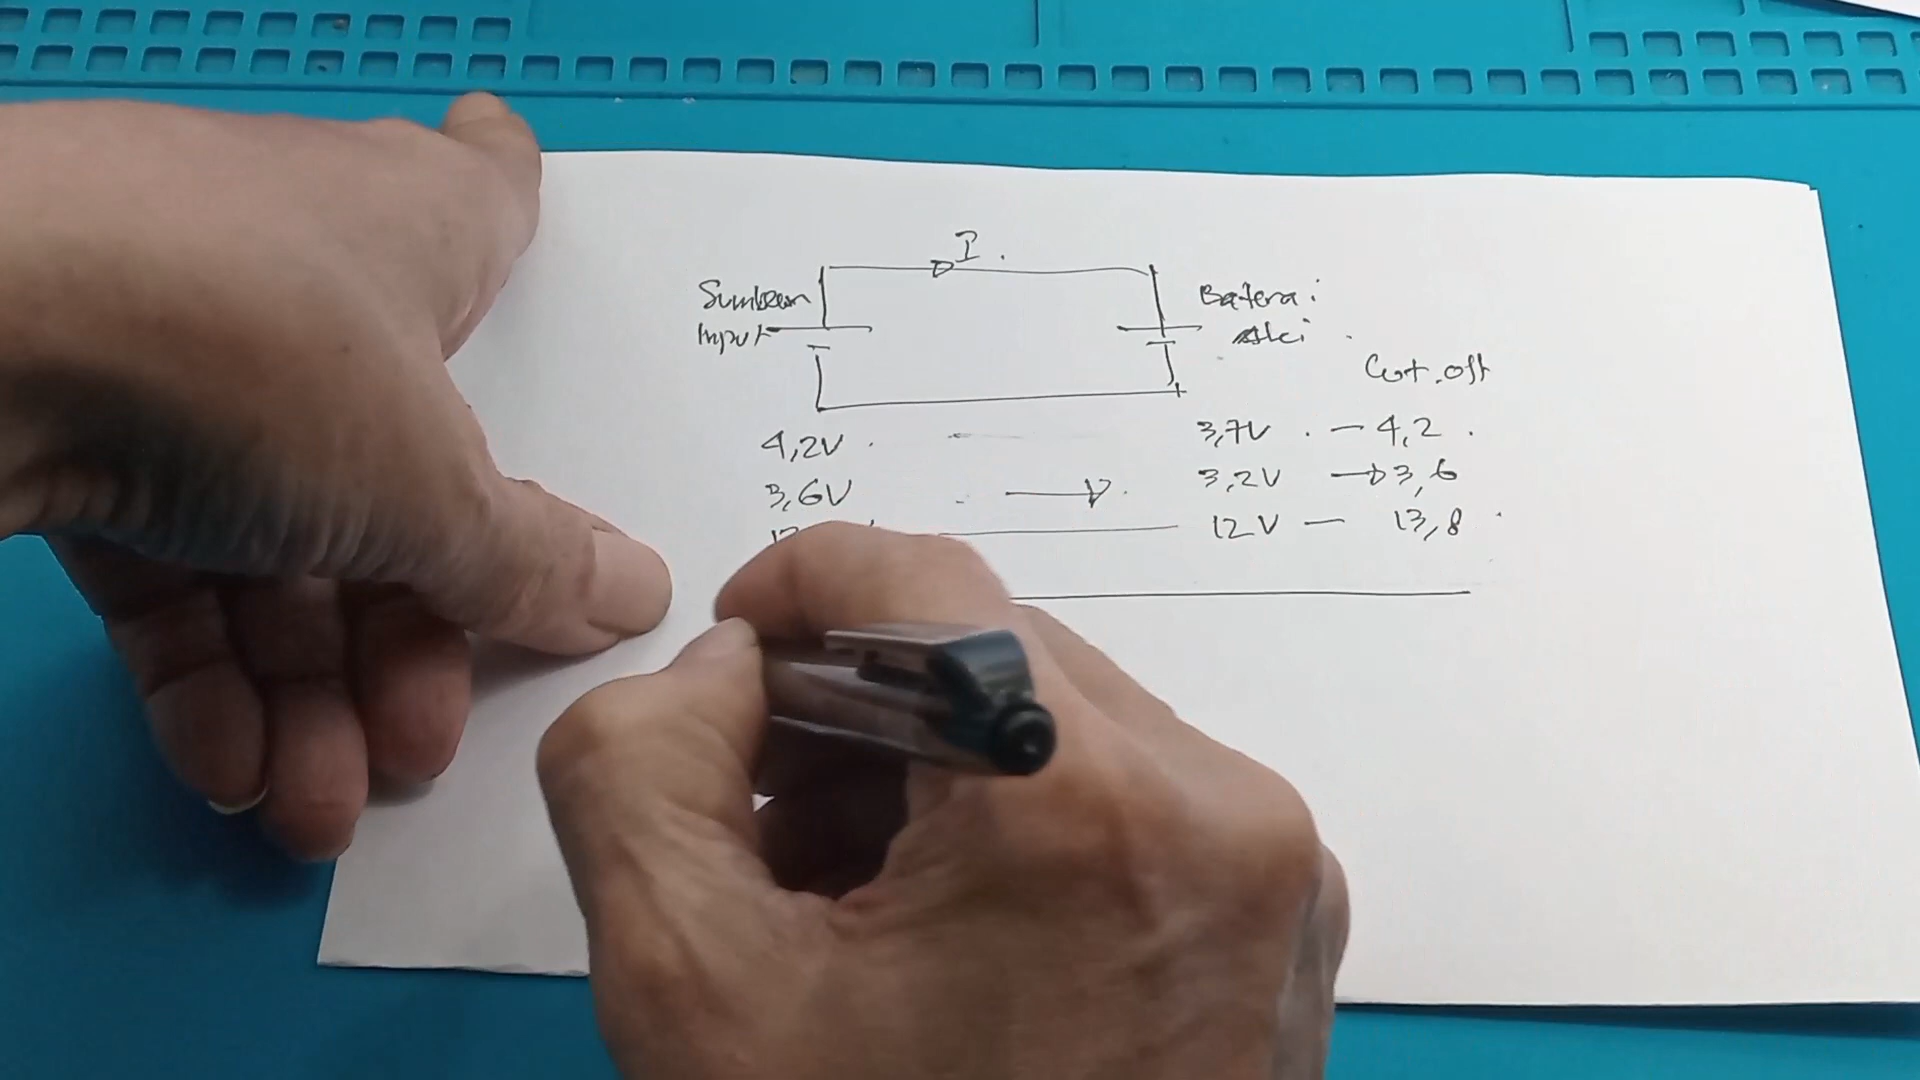 I.
Sumber Baterai
Input Aki
Cut.off
4,2V 3,7V — 4,2
3,6V → 3,2V → 3,6
12V — 13,8